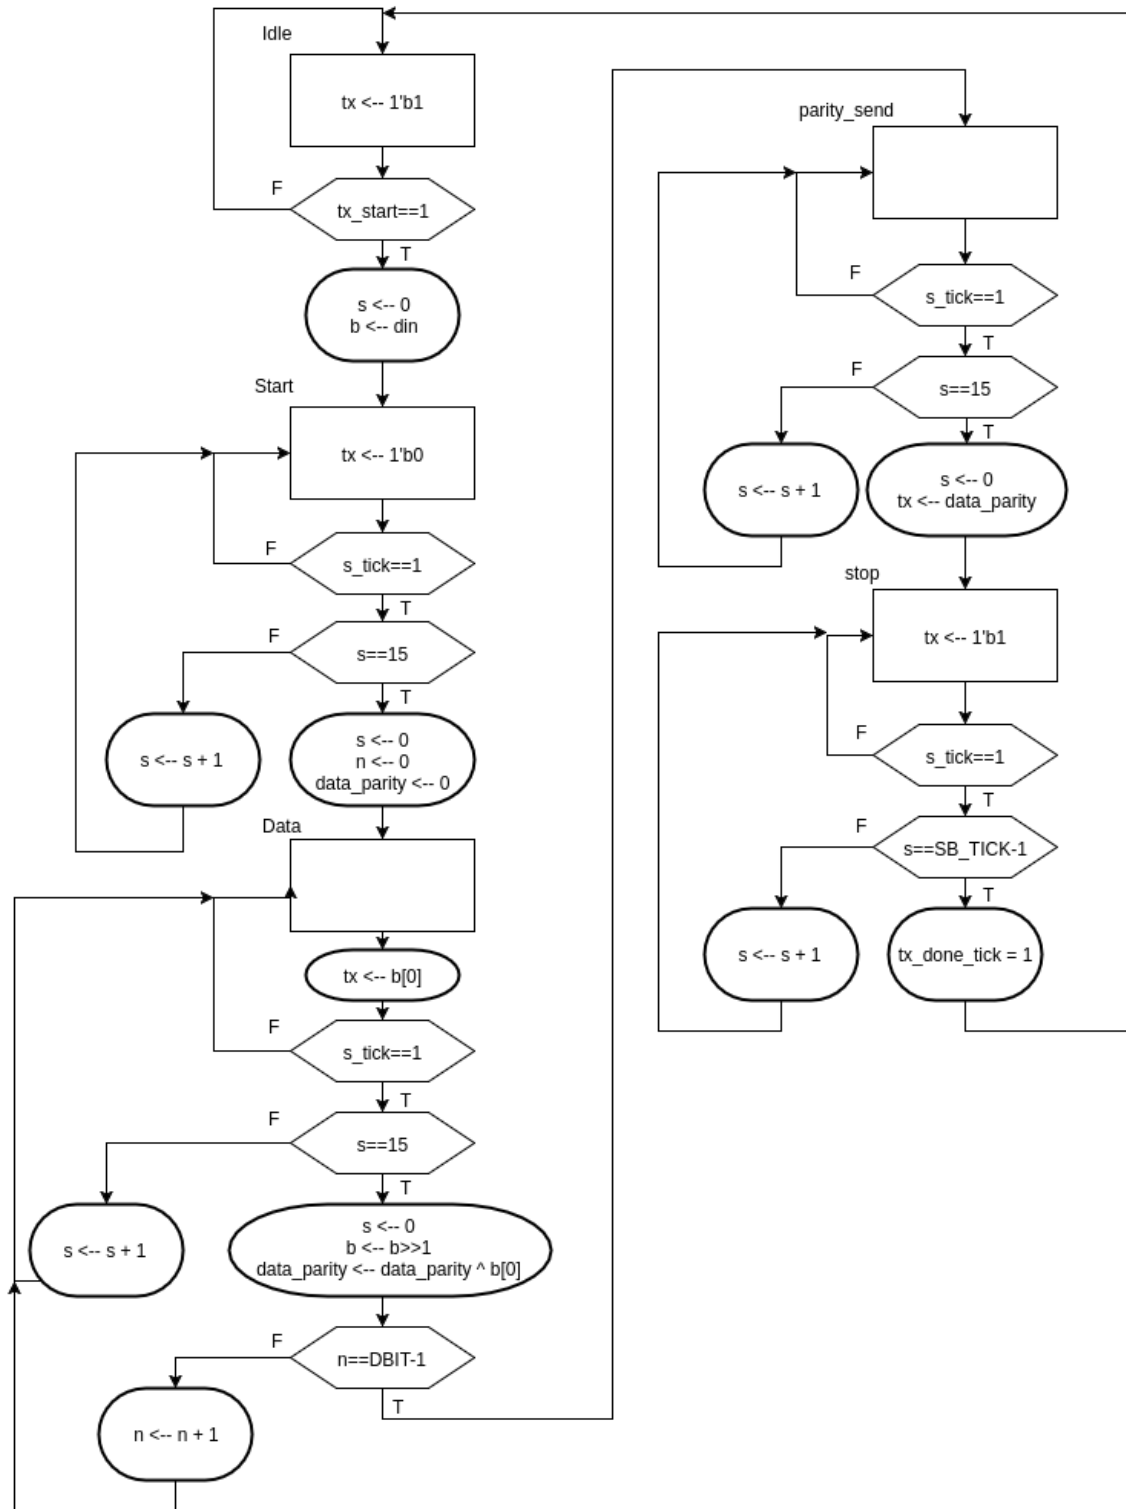 Idle
tx <-- 1'b1
F
tx_start==1
T
s <-- 0
b <-- din
Start
tx <-- 1'b0
F
s_tick==1
T
F
s==15
T
s <-- s + 1
s <-- 0
n <-- 0
data_parity <-- 0
Data
tx <-- b[0]
F
s_tick==1
T
F
s==15
T
s <-- s + 1
s <-- 0
b <-- b>>1
data_parity <-- data_parity ^ b[0]
F
n==DBIT-1
T
n <-- n + 1
parity_send
F
s_tick==1
T
F
s==15
T
s <-- s + 1
s <-- 0
tx <-- data_parity
stop
tx <-- 1'b1
F
s_tick==1
T
F
s==SB_TICK-1
T
s <-- s + 1
tx_done_tick = 1